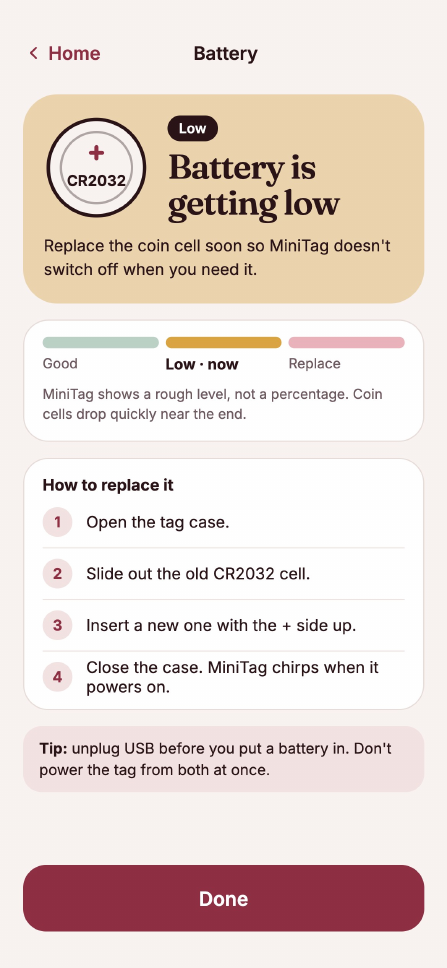 Home
Battery
CR2032
Low
Battery is
getting low
Replace the coin cell soon so MiniTag doesn't
switch off when you need it.
Good
Low · now
Replace
MiniTag shows a rough level, not a percentage. Coin
cells drop quickly near the end.
How to replace it
1 Open the tag case.
2 Slide out the old CR2032 cell.
3 Insert a new one with the + side up.
4 Close the case. MiniTag chirps when it
powers on.
Tip: unplug USB before you put a battery in. Don't
power the tag from both at once.
Done